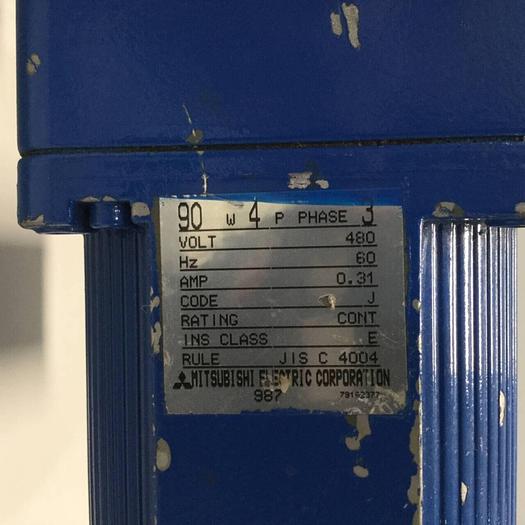 90 W 4 P PHASE 3
VOLT 480
Hz 60
AMP 0.31
CODE J
RATING CONT
INS CLASS E
RULE JIS C 4004
MITSUBISHI ELECTRIC CORPORATION
987